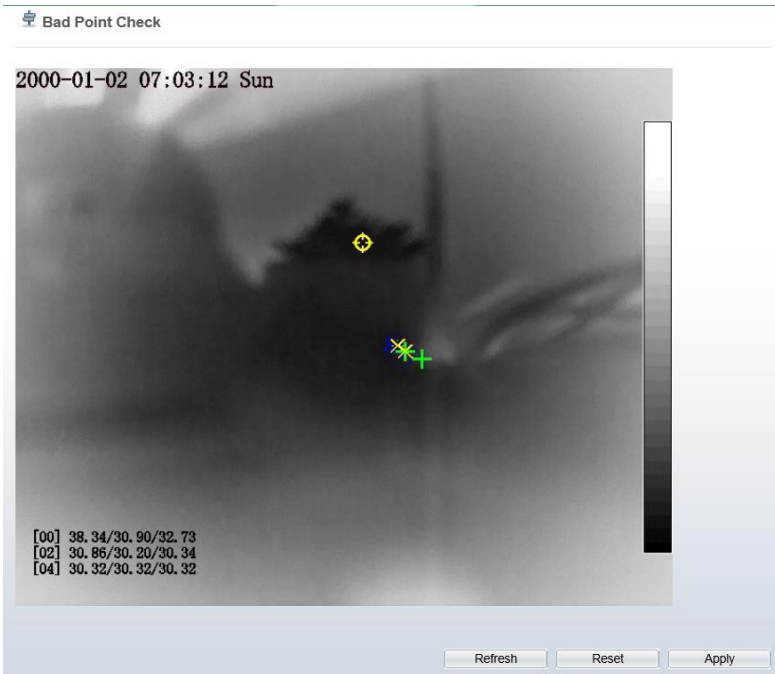 Bad Point Check
2000-01-02 07:03:12 Sun
[00] 38.34/30.90/32.73
[02] 30.86/30.20/30.34
[04] 30.32/30.32/30.32
Refresh Reset Apply